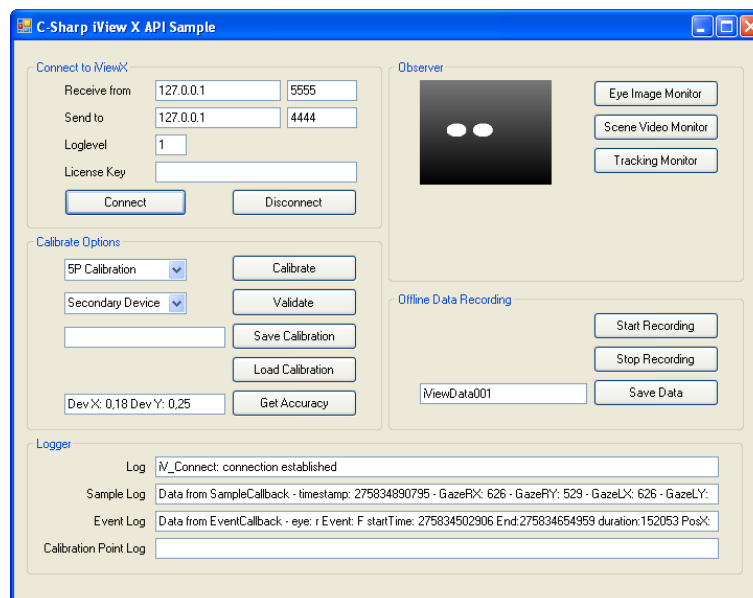 C-Sharp iView X API Sample
Connect to iViewX
Receive from 127.0.0.1 5555
Send to 127.0.0.1 4444
Loglevel 1
License Key
Connect Disconnect
Observer
Eye Image Monitor
Scene Video Monitor
Tracking Monitor
Calibrate Options
5P Calibration Calibrate
Secondary Device Validate
Save Calibration
Load Calibration
Dev X: 0,18 Dev Y: 0,25 Get Accuracy
Offline Data Recording
Start Recording
Stop Recording
iViewData001 Save Data
Logger
Log iV_Connect: connection established
Sample Log Data from SampleCallback - timestamp: 275834890795 - GazeRX: 626 - GazeRY: 529 - GazeLX: 626 - GazeLY:
Event Log Data from EventCallback - eye: r Event: F startTime: 275834502906 End:275834654959 duration:152053 PosX:
Calibration Point Log